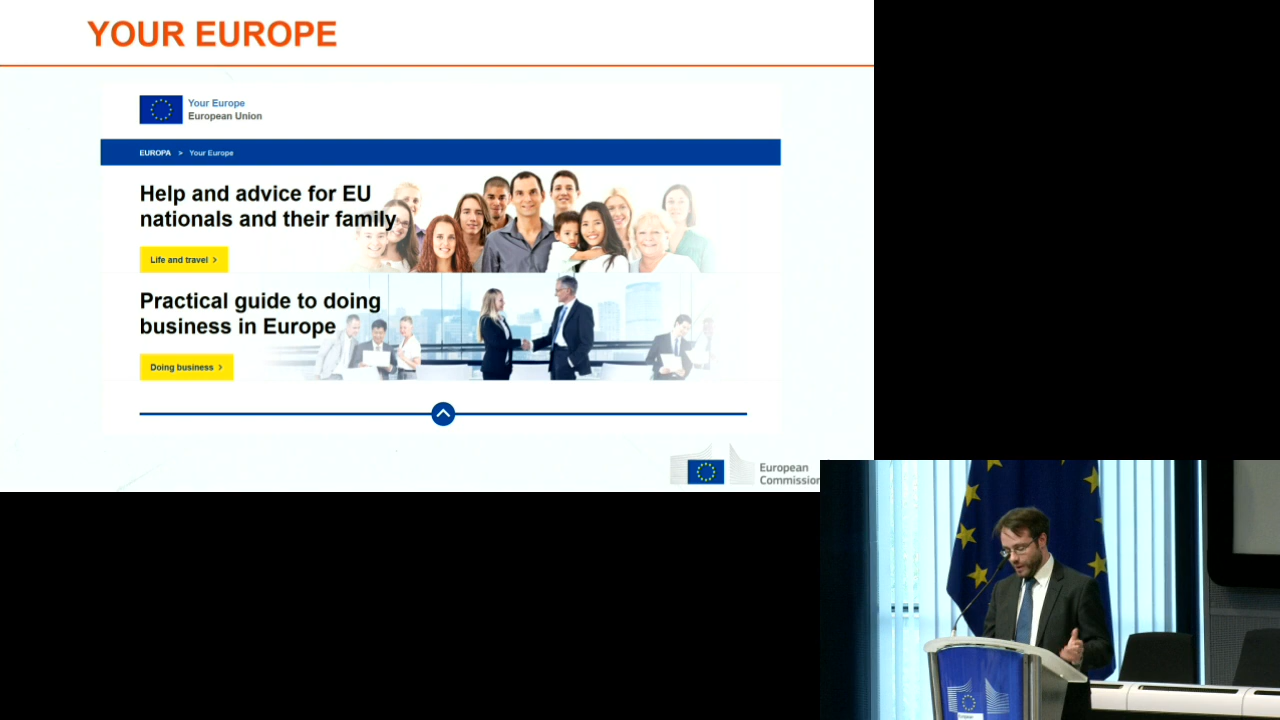 YOUR EUROPE
Your Europe
European Union
EUROPA > Your Europe
Help and advice for EU
nationals and their family
Life and travel >
Practical guide to doing
business in Europe
Doing business >
European
Commission
European